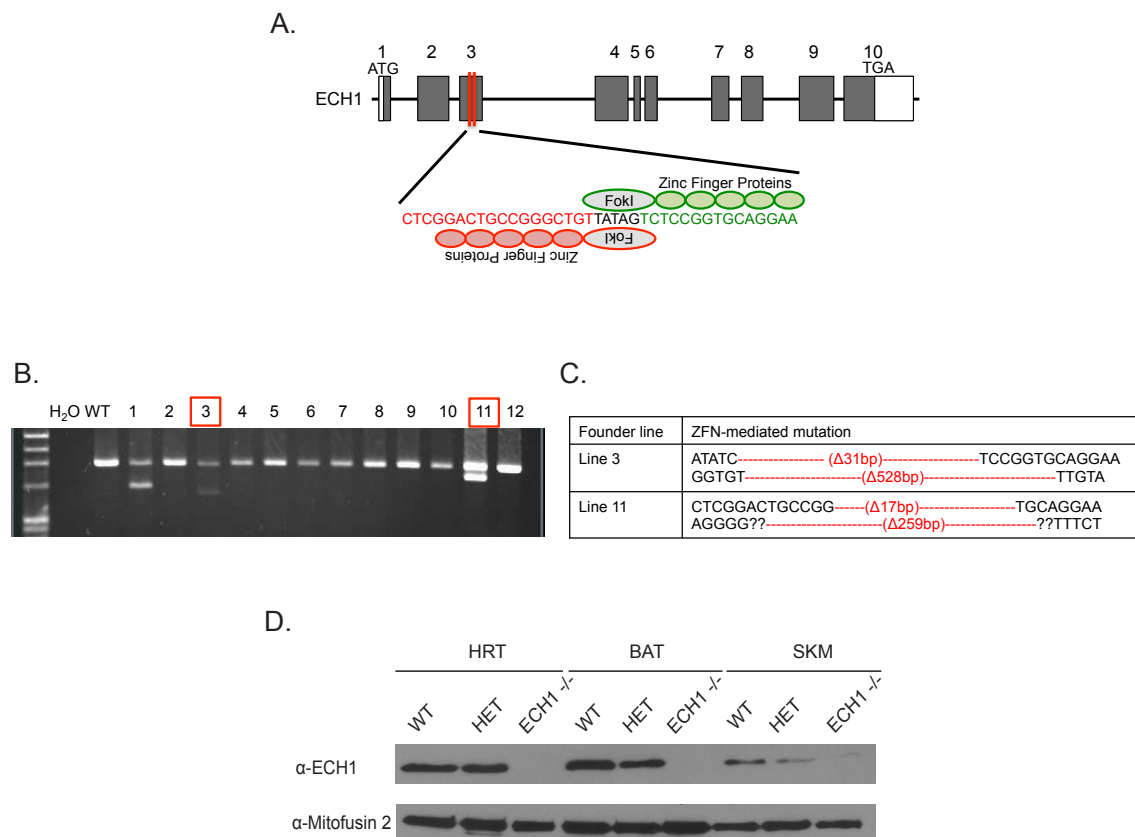 A.
1 2 3 4 5 6 7 8 9 10
ATG TGA
ECH1
Zinc Finger Proteins
FokI
CTCGGACTGCCGGGCTGTTATAGTCTCCGGTGCAGGAA
FokI
Zinc Finger Proteins
B.
H2O WT 1 2 3 4 5 6 7 8 9 10 11 12
C.
Founder line ZFN-mediated mutation
Line 3 ATATC----------------- (Δ31bp)-------------------TCCGGTGCAGGAA
GGTGT-----------------------(Δ528bp)--------------------------TTGTA
Line 11 CTCGGACTGCCGG------(Δ17bp)-------------------TGCAGGAA
AGGGG??-----------------------(Δ259bp)------------------??TTTCT
D.
HRT BAT SKM
WT HET ECH1 -/- WT HET ECH1 -/- WT HET ECH1 -/-
α-ECH1
α-Mitofusin 2